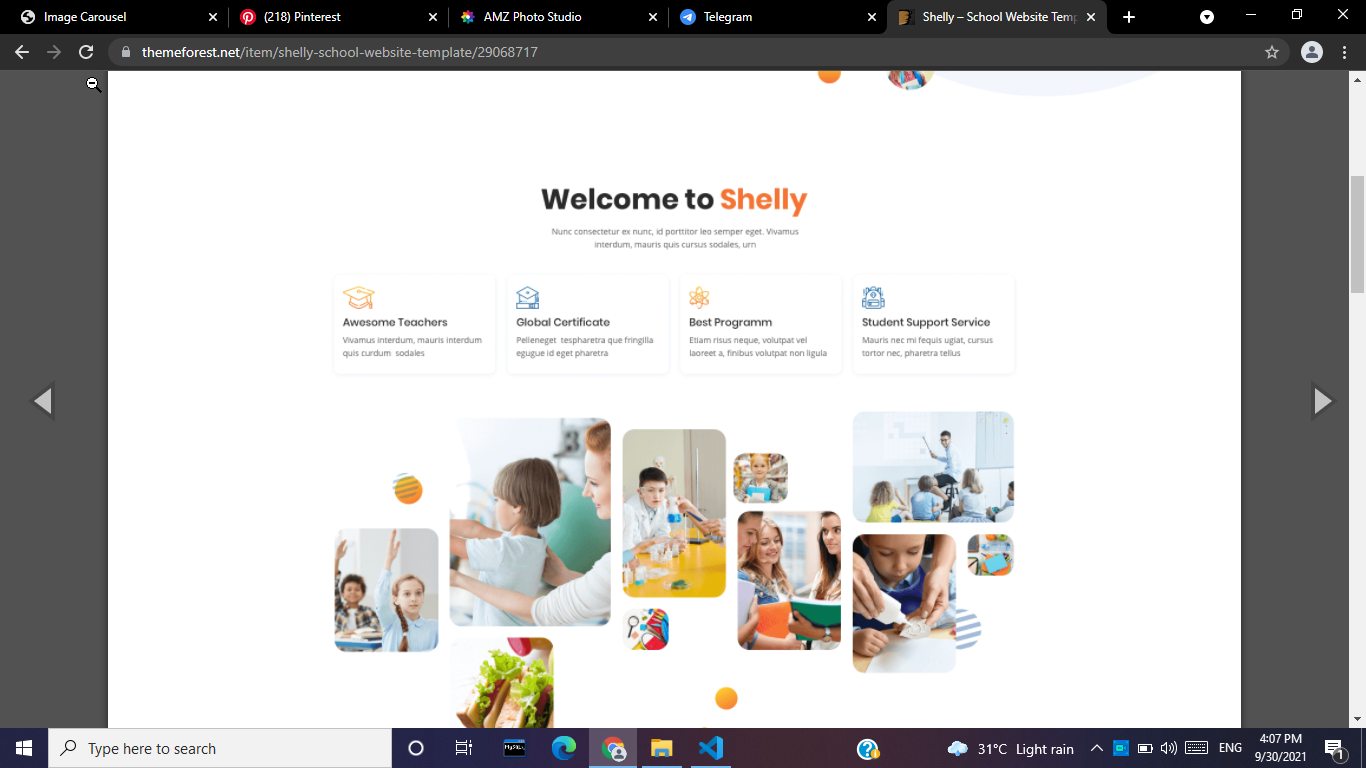 Image Carousel
(218) Pinterest
AMZ Photo Studio
Telegram
Shelly – School Website Temp
themeforest.net/item/shelly-school-website-template/29068717
Welcome to Shelly
Nunc consectetur ex nunc, id porttitor leo semper eget. Vivamus
interdum, mauris quis cursus sodales, urn
Awesome Teachers
Vivamus interdum, mauris interdum
quis curdum sodales
Global Certificate
Pelleneget tespharetra que fringilla
egugue id eget pharetra
Best Programm
Etiam risus neque, volutpat vel
laoreet a, finibus volutpat non ligula
Student Support Service
Mauris nec mi fequis ugiat, cursus
tortor nec, pharetra tellus
Type here to search
MySQL
31°C Light rain
ENG
4:07 PM
9/30/2021
1